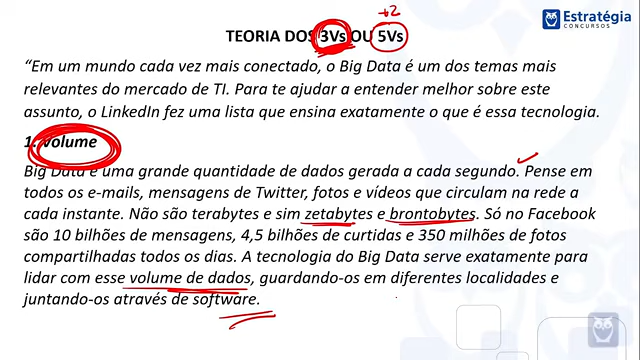 +2
Estratégia
CONCURSOS
TEORIA DOS 3Vs OU 5Vs
“Em um mundo cada vez mais conectado, o Big Data é um dos temas mais
relevantes do mercado de TI. Para te ajudar a entender melhor sobre este
assunto, o LinkedIn fez uma lista que ensina exatamente o que é essa tecnologia.
1. Volume
Big Data é uma grande quantidade de dados gerada a cada segundo. Pense em
todos os e-mails, mensagens de Twitter, fotos e vídeos que circulam na rede a
cada instante. Não são terabytes e sim zetabytes e brontobytes. Só no Facebook
são 10 bilhões de mensagens, 4,5 bilhões de curtidas e 350 milhões de fotos
compartilhadas todos os dias. A tecnologia do Big Data serve exatamente para
lidar com esse volume de dados, guardando-os em diferentes localidades e
juntando-os através de software.